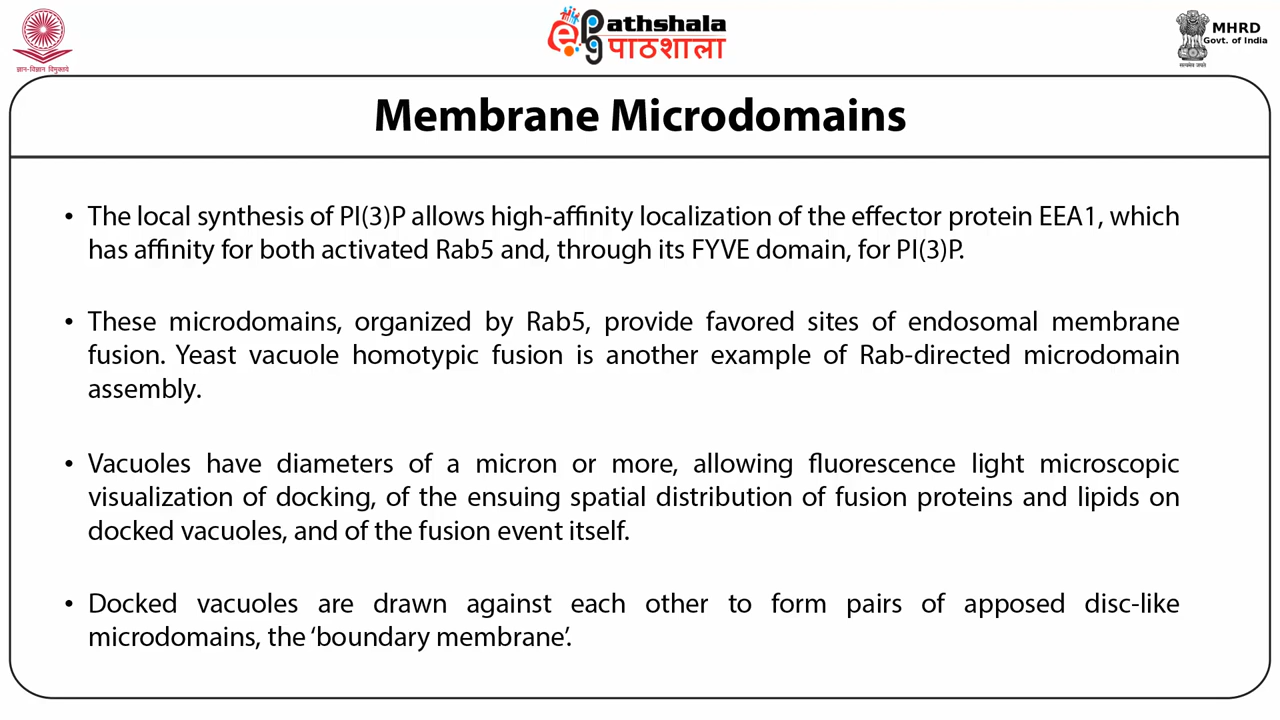 ज्ञान-विज्ञान विमुक्तये
ePgathshala
पाठशाला
सत्यमेव जयते
MHRD
Govt. of India
Membrane Microdomains
• The local synthesis of PI(3)P allows high-affinity localization of the effector protein EEA1, which
has affinity for both activated Rab5 and, through its FYVE domain, for PI(3)P.
• These microdomains, organized by Rab5, provide favored sites of endosomal membrane
fusion. Yeast vacuole homotypic fusion is another example of Rab-directed microdomain
assembly.
• Vacuoles have diameters of a micron or more, allowing fluorescence light microscopic
visualization of docking, of the ensuing spatial distribution of fusion proteins and lipids on
docked vacuoles, and of the fusion event itself.
• Docked vacuoles are drawn against each other to form pairs of apposed disc-like
microdomains, the ‘boundary membrane’.